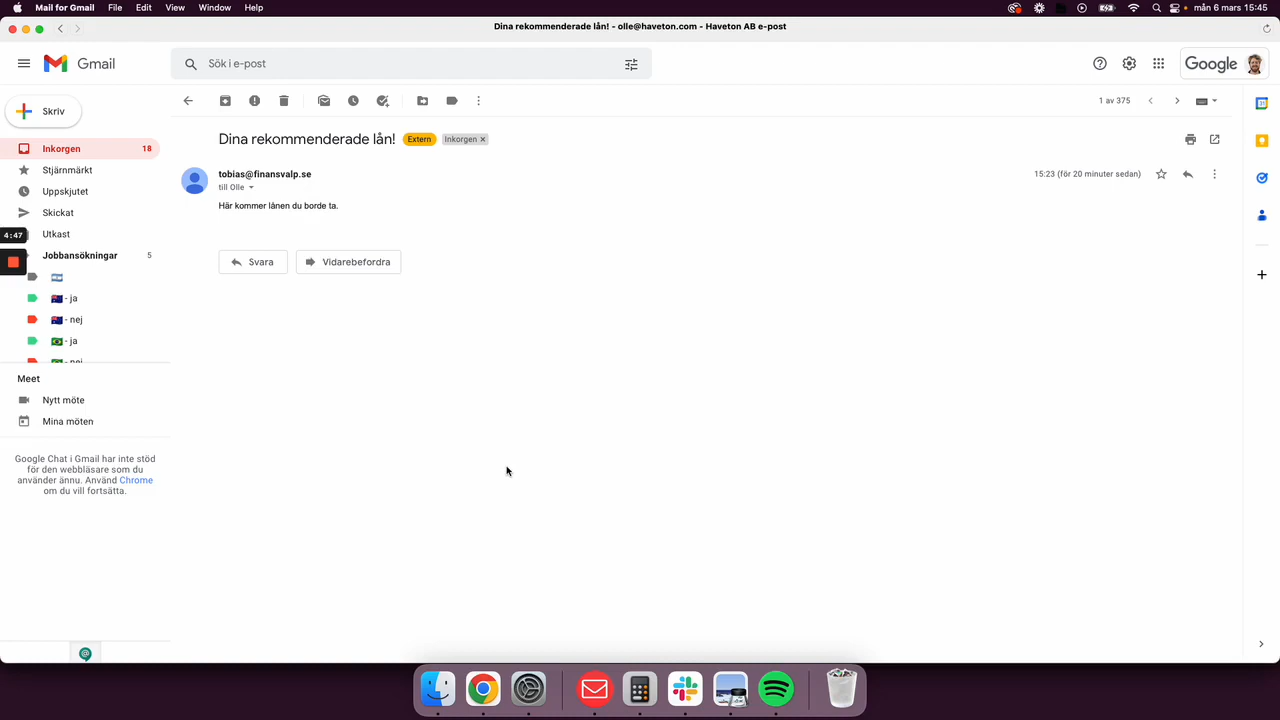 Mail for Gmail File Edit View Window Help mån 6 mars 15:45
Dina rekommenderade lån! - olle@haveton.com - Haveton AB e-post
Gmail
Sök i e-post
Google
Skriv
1 av 375
Dina rekommenderade lån! Extern Inkorgen ×
Inkorgen 18
Stjärnmärkt
Uppskjutet
Skickat
Utkast
Jobbansökningar 5
- ja
- nej
- ja
- nej
4:47
tobias@finansvalp.se
15:23 (för 20 minuter sedan)
till Olle
Här kommer lånen du borde ta.
Svara
Vidarebefordra
Meet
Nytt möte
Mina möten
Google Chat i Gmail har inte stöd
för den webbläsare som du
använder ännu. Använd Chrome
om du vill fortsätta.